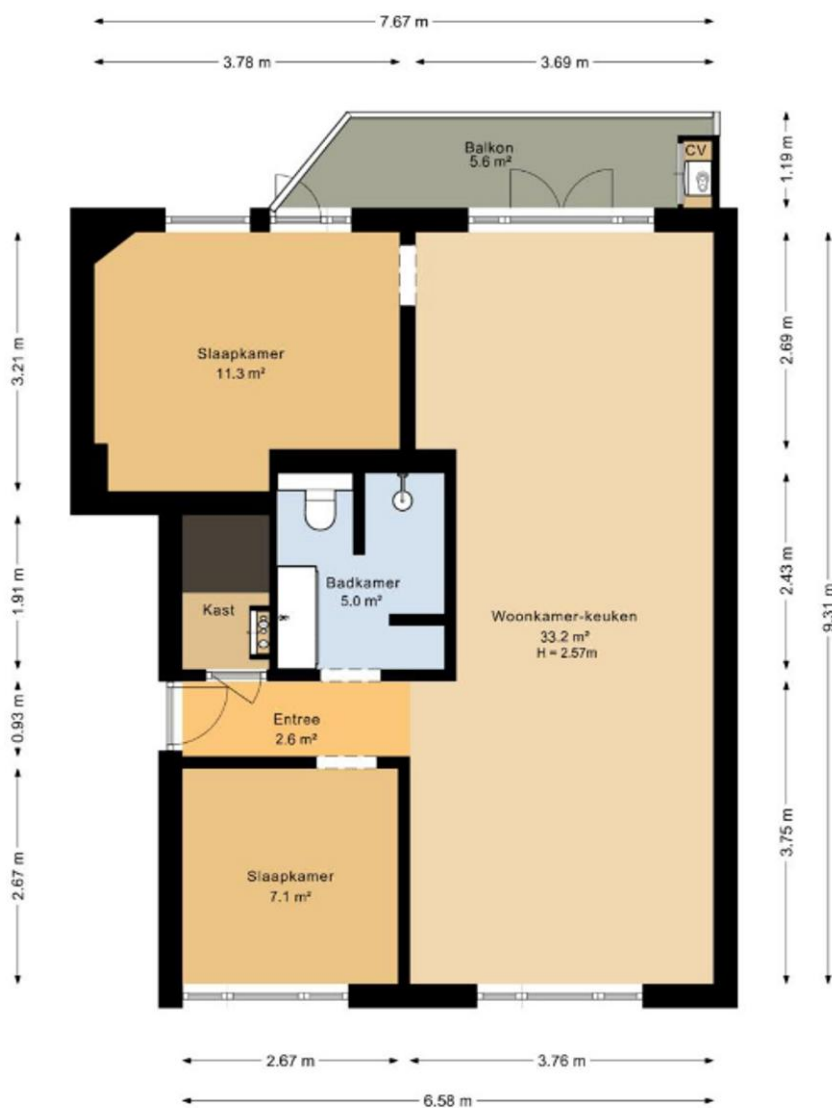 7.67 m
3.78 m
3.69 m
Balkon
5.6 m²
CV
1.19 m
Slaapkamer
11.3 m²
3.21 m
2.69 m
Badkamer
5.0 m²
Kast
1.91 m
2.43 m
Woonkamer-keuken
33.2 m²
H = 2.57m
9.31 m
Entree
2.6 m²
0.93 m
Slaapkamer
7.1 m²
2.67 m
3.75 m
2.67 m
3.76 m
6.58 m